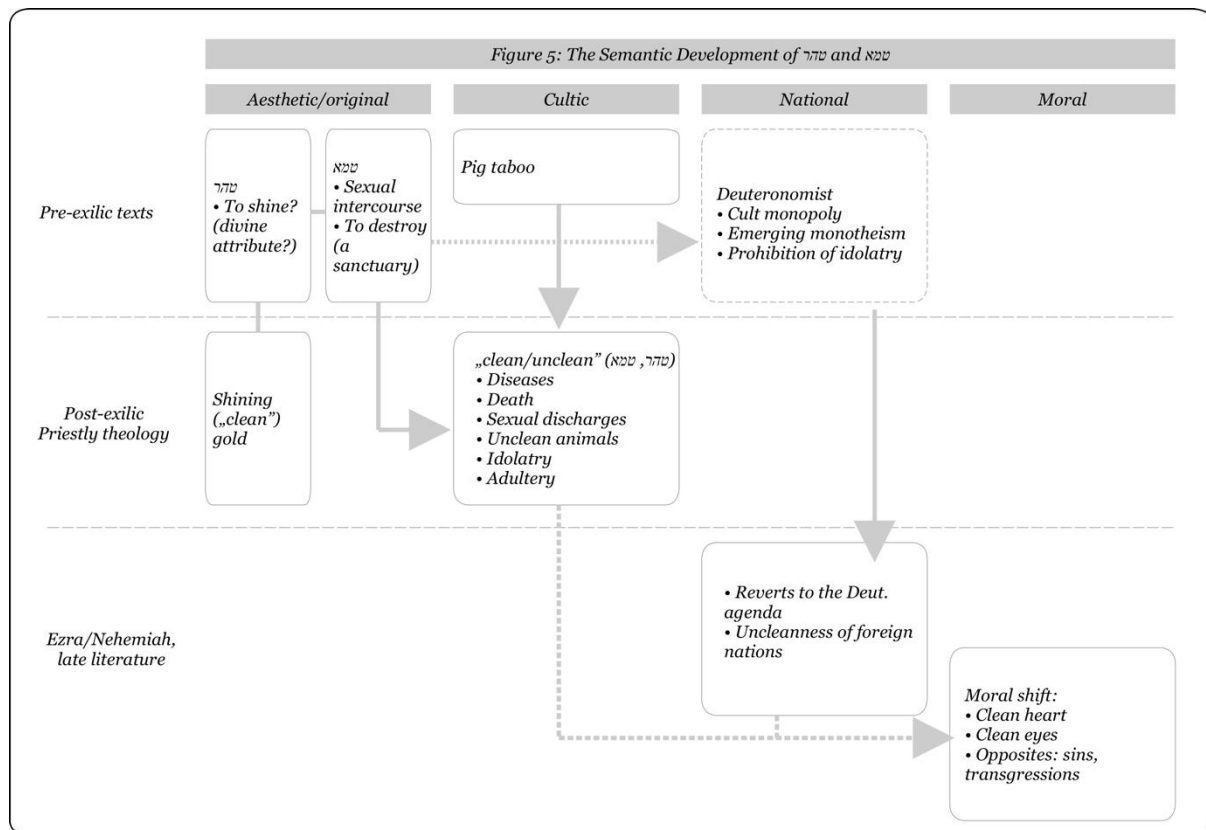 Figure 5: The Semantic Development of טהר and טמא
Aesthetic/original
Cultic
National
Moral
Pre-exilic texts
טהר
• To shine?
(divine
attribute?)
טמא
• Sexual
intercourse
• To destroy
(a
sanctuary)
Pig taboo
Deuteronomist
• Cult monopoly
• Emerging monotheism
• Prohibition of idolatry
Post-exilic
Priestly theology
Shining
(„clean”)
gold
„clean/unclean” (טהר, טמא)
• Diseases
• Death
• Sexual discharges
• Unclean animals
• Idolatry
• Adultery
Ezra/Nehemiah,
late literature
• Reverts to the Deut.
agenda
• Uncleanness of foreign
nations
Moral shift:
• Clean heart
• Clean eyes
• Opposites: sins,
transgressions